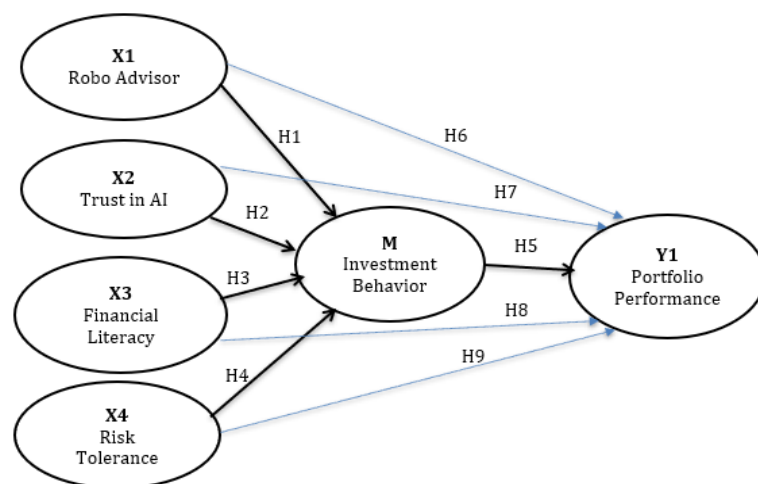 X1
Robo Advisor
H1
H6
X2
Trust in AI
H2
H7
M
Investment
Behavior
H5
Y1
Portfolio
Performance
H3
X3
Financial
Literacy
H8
H4
H9
X4
Risk
Tolerance